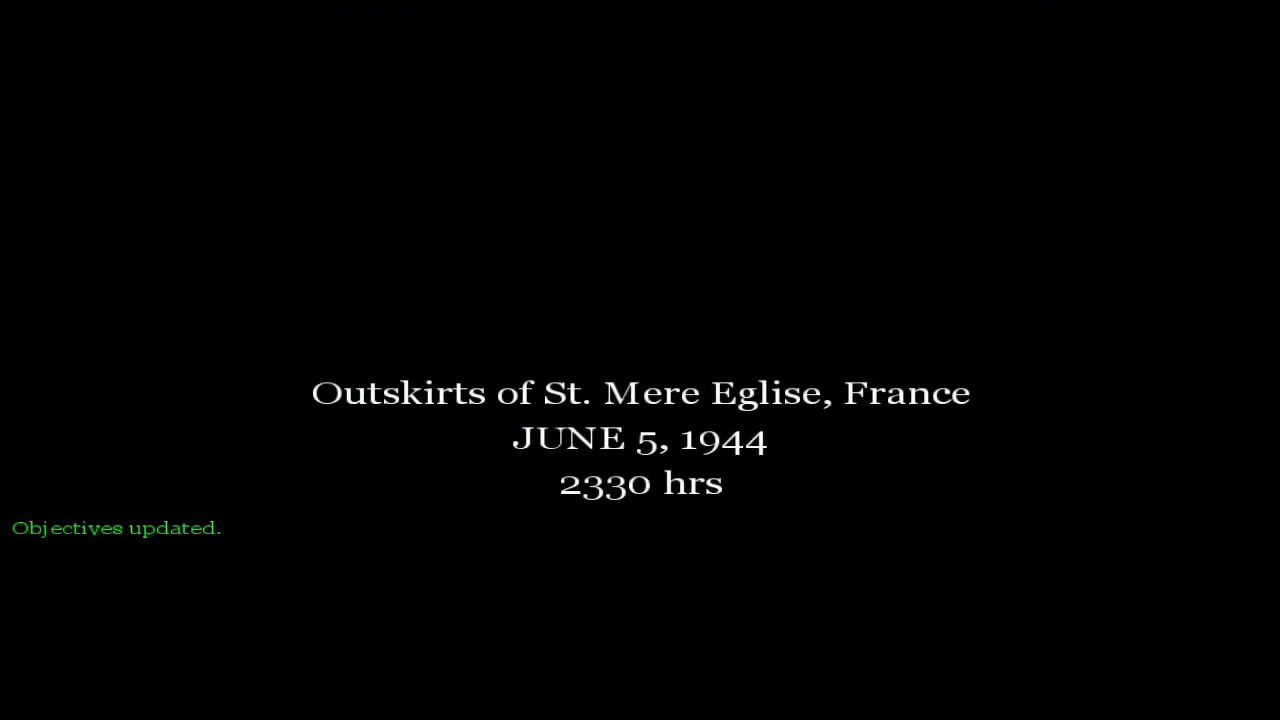 Outskirts of St. Mere Eglise, France
JUNE 5, 1944
2330 hrs
Objectives updated.